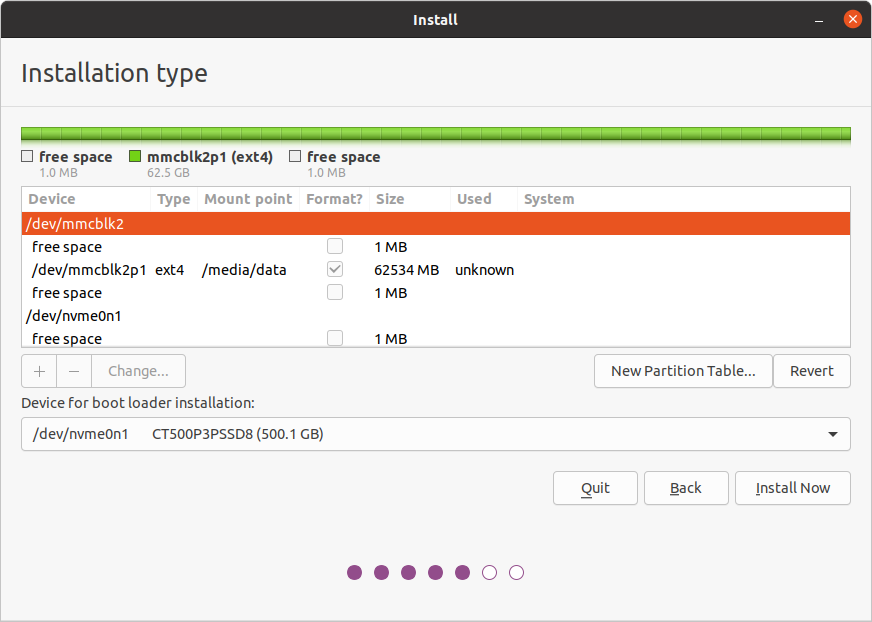 Install
Installation type
free space mmcblk2p1 (ext4) free space
1.0 MB 62.5 GB 1.0 MB
Device Type Mount point Format? Size Used System
/dev/mmcblk2
free space 1 MB
/dev/mmcblk2p1 ext4 /media/data 62534 MB unknown
free space 1 MB
/dev/nvme0n1
free space 1 MB
+ − Change... New Partition Table... Revert
Device for boot loader installation:
/dev/nvme0n1 CT500P3PSSD8 (500.1 GB)
Quit Back Install Now